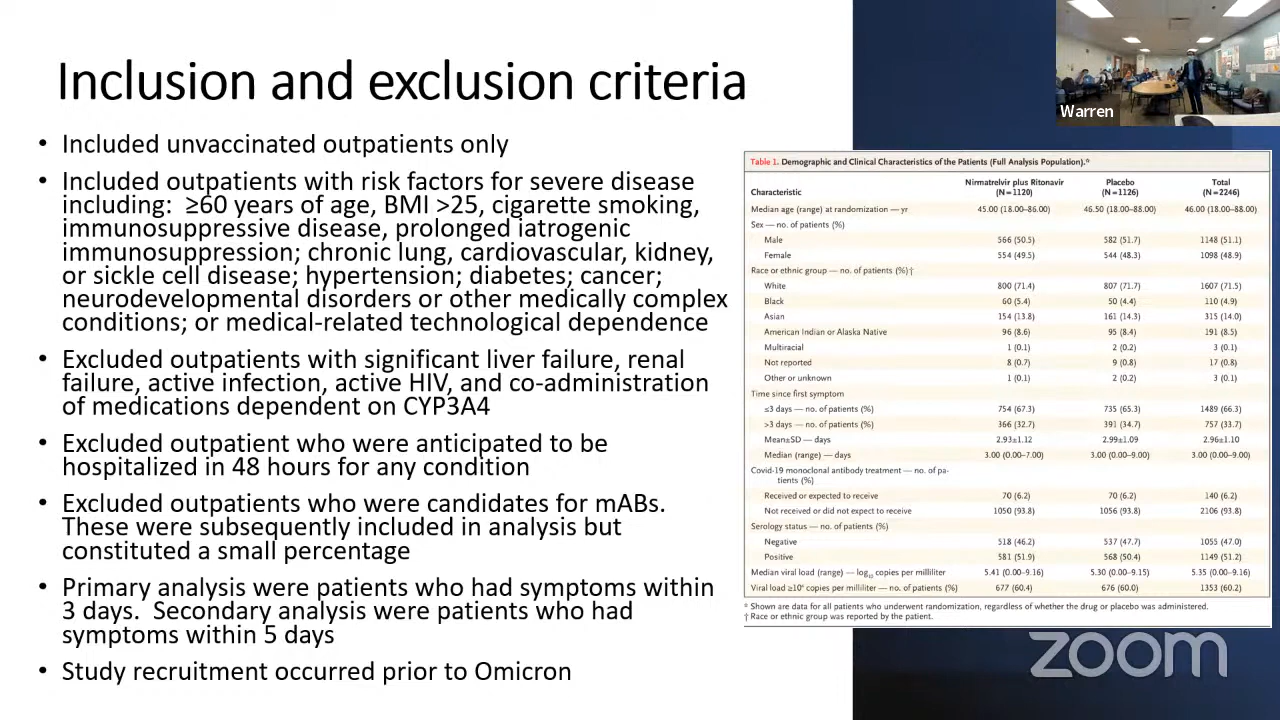 Inclusion and exclusion criteria
• Included unvaccinated outpatients only
• Included outpatients with risk factors for severe disease
including: ≥60 years of age, BMI >25, cigarette smoking,
immunosuppressive disease, prolonged iatrogenic
immunosuppression; chronic lung, cardiovascular, kidney,
or sickle cell disease; hypertension; diabetes; cancer;
neurodevelopmental disorders or other medically complex
conditions; or medical-related technological dependence
• Excluded outpatients with significant liver failure, renal
failure, active infection, active HIV, and co-administration
of medications dependent on CYP3A4
• Excluded outpatient who were anticipated to be
hospitalized in 48 hours for any condition
• Excluded outpatients who were candidates for mABs.
These were subsequently included in analysis but
constituted a small percentage
• Primary analysis were patients who had symptoms within
3 days. Secondary analysis were patients who had
symptoms within 5 days
• Study recruitment occurred prior to Omicron
Warren
Table 1. Demographic and Clinical Characteristics of the Patients (Full Analysis Population).*
Characteristic Nirmatrelvir plus Ritonavir (N=1120) Placebo (N=1126) Total (N=2246)
Median age (range) at randomization — yr 45.00 (18.00–86.00) 46.50 (18.00–88.00) 46.00 (18.00–88.00)
Sex — no. of patients (%)
Male 566 (50.5) 582 (51.7) 1148 (51.1)
Female 554 (49.5) 544 (48.3) 1098 (48.9)
Race or ethnic group — no. of patients (%)†
White 800 (71.4) 807 (71.7) 1607 (71.5)
Black 60 (5.4) 50 (4.4) 110 (4.9)
Asian 154 (13.8) 161 (14.3) 315 (14.0)
American Indian or Alaska Native 96 (8.6) 95 (8.4) 191 (8.5)
Multiracial 1 (0.1) 2 (0.2) 3 (0.1)
Not reported 8 (0.7) 9 (0.8) 17 (0.8)
Other or unknown 1 (0.1) 2 (0.2) 3 (0.1)
Time since first symptom
≤3 days — no. of patients (%) 754 (67.3) 735 (65.3) 1489 (66.3)
>3 days — no. of patients (%) 366 (32.7) 391 (34.7) 757 (33.7)
Mean±SD — days 2.93±1.12 2.99±1.09 2.96±1.10
Median (range) — days 3.00 (0.00–7.00) 3.00 (0.00–9.00) 3.00 (0.00–9.00)
Covid-19 monoclonal antibody treatment — no. of pa-
tients (%)
Received or expected to receive 70 (6.2) 70 (6.2) 140 (6.2)
Not received or did not expect to receive 1050 (93.8) 1056 (93.8) 2106 (93.8)
Serology status — no. of patients (%)
Negative 518 (46.2) 537 (47.7) 1055 (47.0)
Positive 581 (51.9) 568 (50.4) 1149 (51.2)
Median viral load (range) — log10 copies per milliliter 5.41 (0.00–9.16) 5.30 (0.00–9.15) 5.35 (0.00–9.16)
Viral load ≥10⁴ copies per milliliter — no. of patients (%) 677 (60.4) 676 (60.0) 1353 (60.2)
* Shown are data for all patients who underwent randomization, regardless of whether the drug or placebo was administered.
† Race or ethnic group was reported by the patient.
zoom